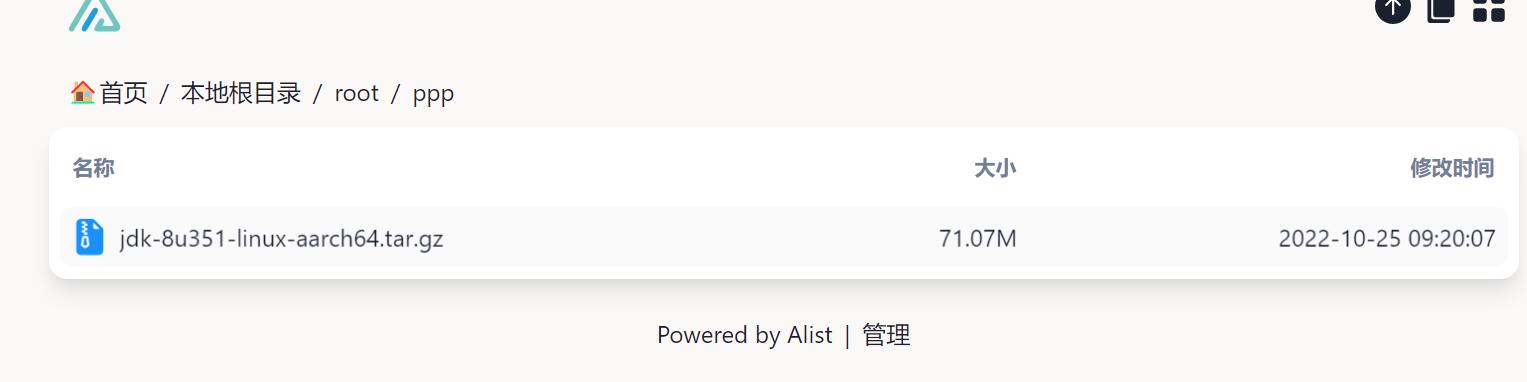 首页 / 本地根目录 / root / ppp
名称 大小 修改时间
jdk-8u351-linux-aarch64.tar.gz 71.07M 2022-10-25 09:20:07
Powered by Alist | 管理